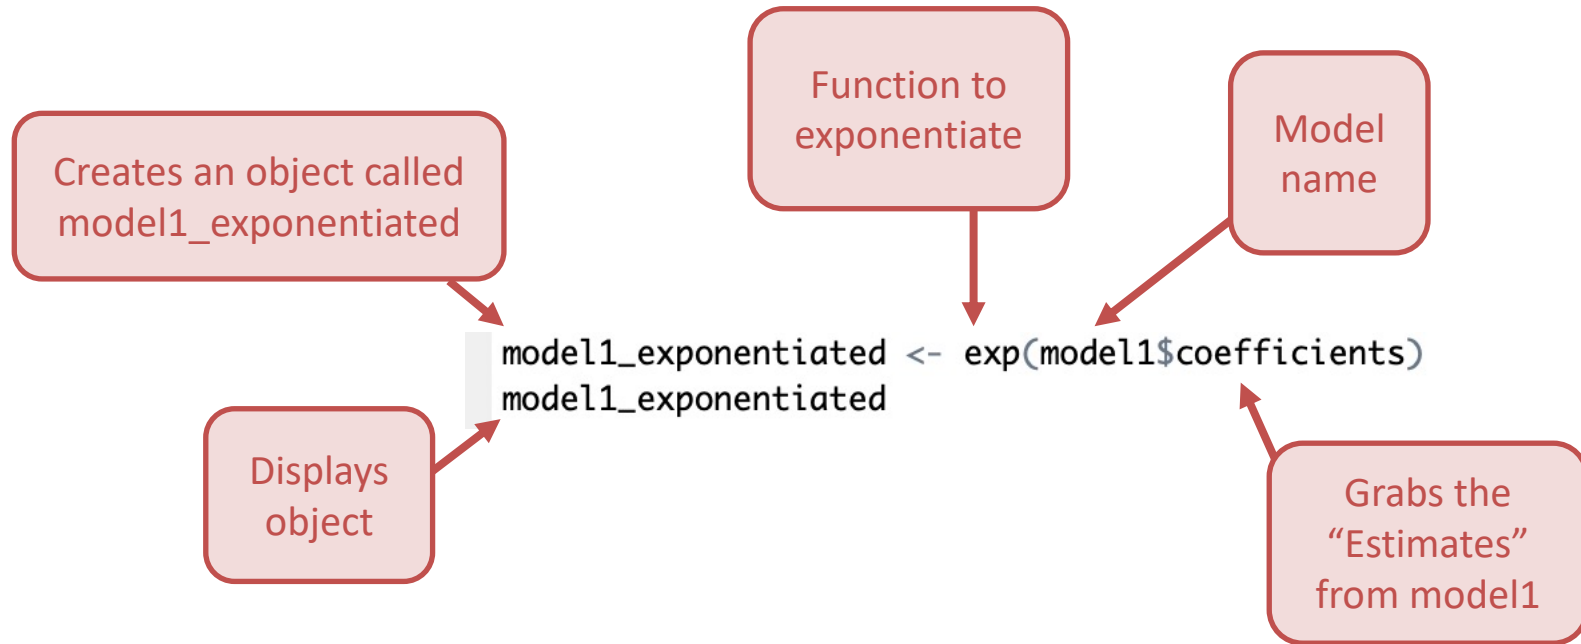 Function to
exponentiate
Model
name
Creates an object called
model1_exponentiated
model1_exponentiated <- exp(model1$coefficients)
model1_exponentiated
Displays
object
Grabs the
“Estimates”
from model1